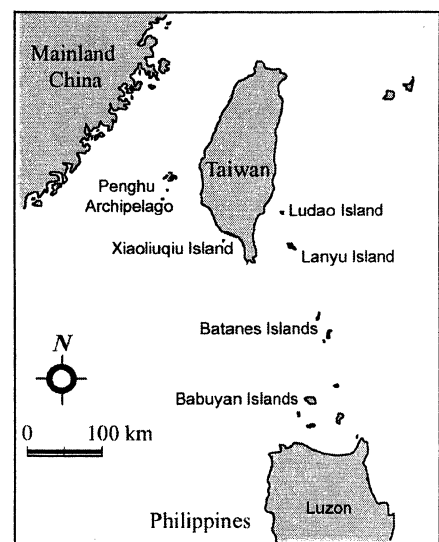 Mainland
China
Taiwan
Penghu
Archipelago
Ludao Island
Xiaoliuqiu Island
Lanyu Island
Batanes Islands
N
Babuyan Islands
0 100 km
Luzon
Philippines